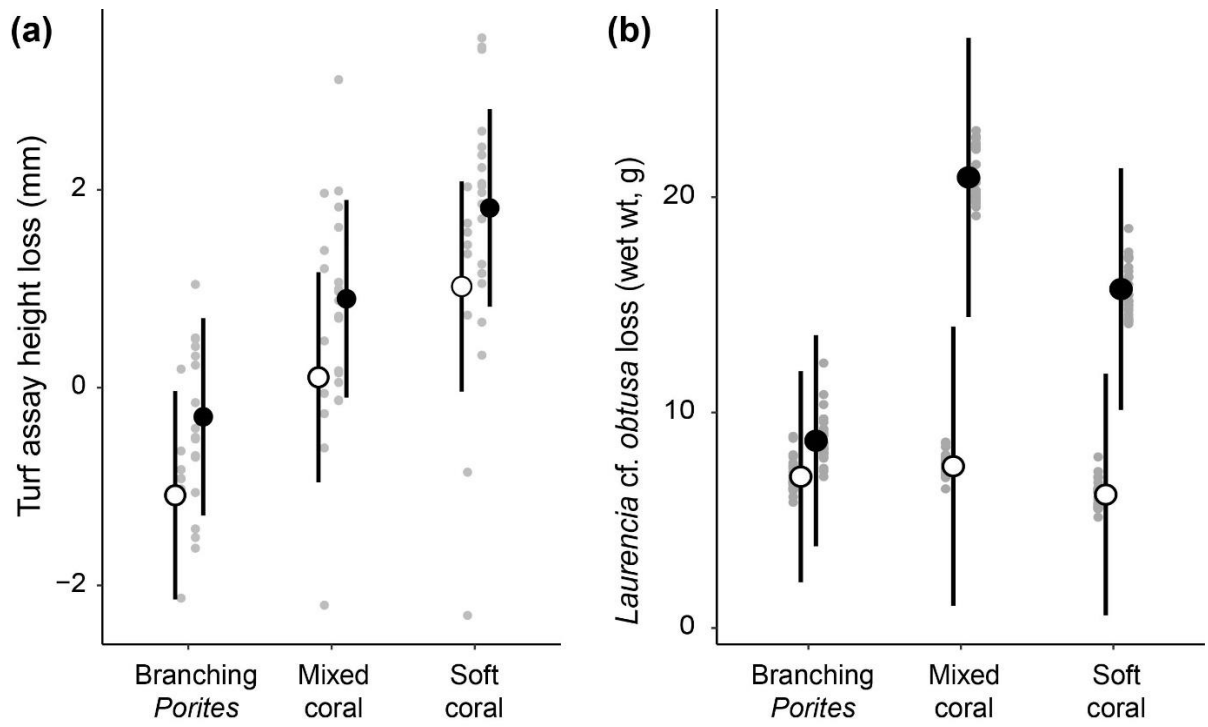 (a)
Turf assay height loss (mm)
2
0
−2
Branching
Porites
Mixed
coral
Soft
coral
(b)
Laurencia cf. obtusa loss (wet wt, g)
20
10
0
Branching
Porites
Mixed
coral
Soft
coral